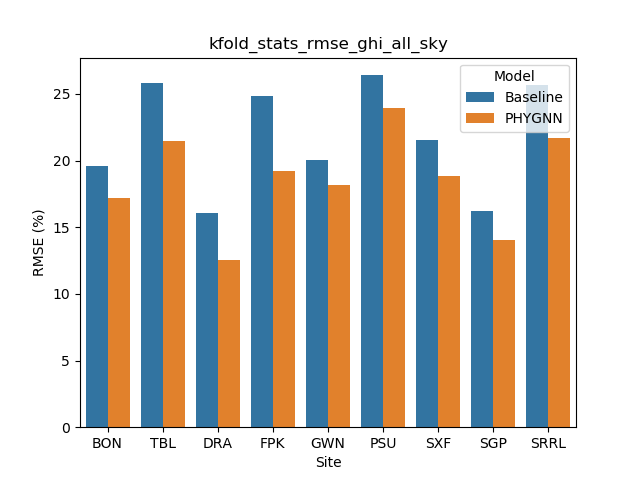 kfold_stats_rmse_ghi_all_sky
Model
Baseline
PHYGNN
25
20
15
10
5
0
RMSE (%)
BON TBL DRA FPK GWN PSU SXF SGP SRRL
Site